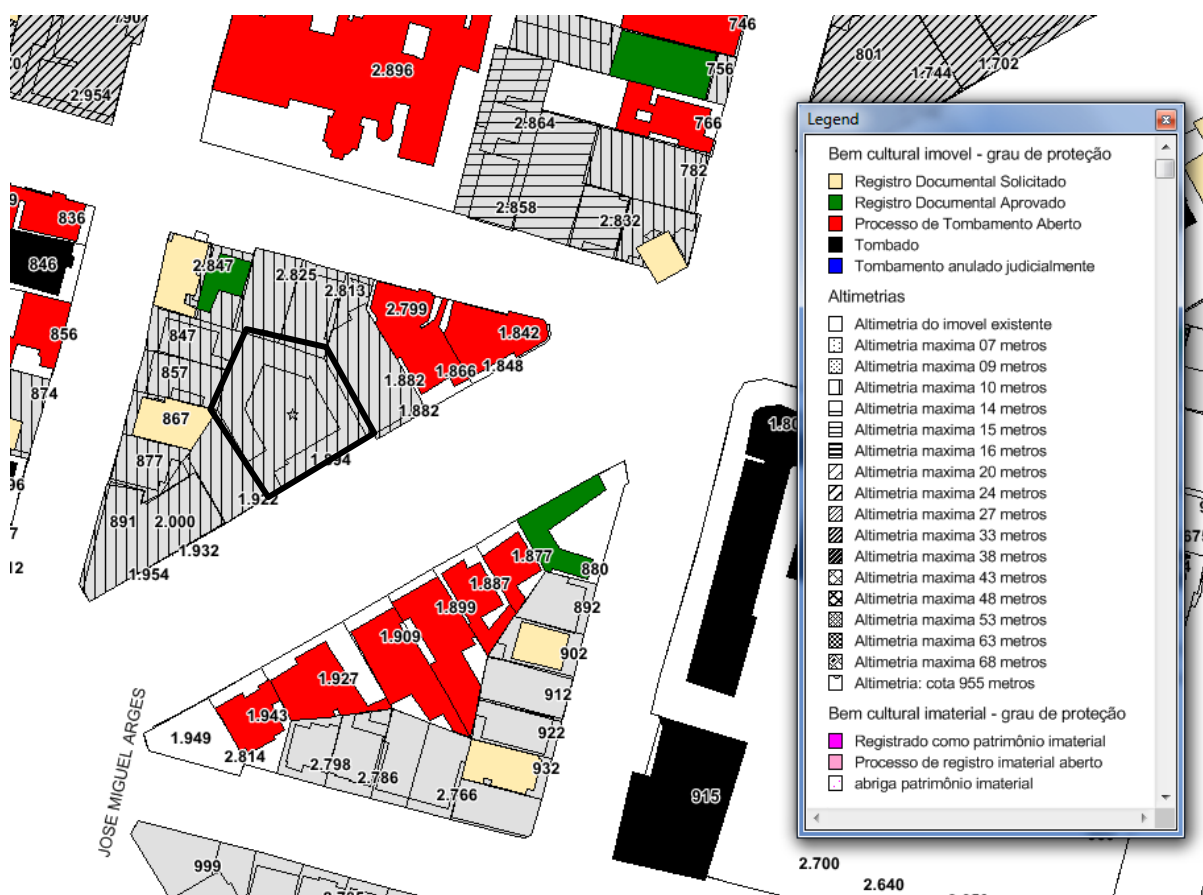 790
746
2.896
801
1.744
1.702
756
2.954
2.864
766
782
2.858
2.832
836
846
2.847
2.825
2.813
2.799
1.842
856
847
857
1.866
1.848
1.882
1.882
874
867
1.894
877
1.922
891
2.000
1.932
1.954
12
1.877
880
1.887
892
1.899
1.909
902
1.927
912
1.943
922
1.949
2.814
2.798
2.786
932
2.766
915
JOSE MIGUEL ARGES
999
2.700
2.640
Legend
Bem cultural imovel - grau de proteção
Registro Documental Solicitado
Registro Documental Aprovado
Processo de Tombamento Aberto
Tombado
Tombamento anulado judicialmente
Altimetrias
Altimetria do imovel existente
Altimetria maxima 07 metros
Altimetria maxima 09 metros
Altimetria maxima 10 metros
Altimetria maxima 14 metros
Altimetria maxima 15 metros
Altimetria maxima 16 metros
Altimetria maxima 20 metros
Altimetria maxima 24 metros
Altimetria maxima 27 metros
Altimetria maxima 33 metros
Altimetria maxima 38 metros
Altimetria maxima 43 metros
Altimetria maxima 48 metros
Altimetria maxima 53 metros
Altimetria maxima 63 metros
Altimetria maxima 68 metros
Altimetria: cota 955 metros
Bem cultural imaterial - grau de proteção
Registrado como patrimônio imaterial
Processo de registro imaterial aberto
abriga patrimônio imaterial